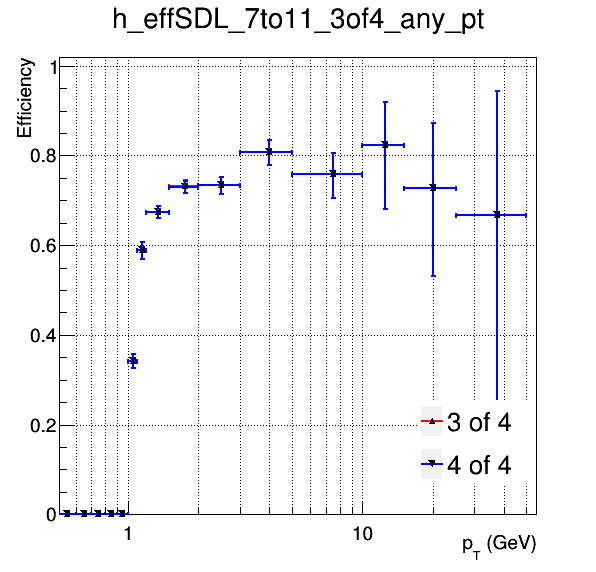 h_effSDL_7to11_3of4_any_pt
Efficiency
1
0.8
0.6
0.4
0.2
0
3 of 4
4 of 4
1
10
p_T (GeV)